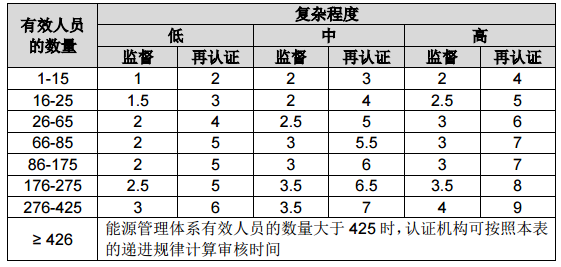 有效人员的数量 复杂程度
低 中 高
监督 再认证 监督 再认证 监督 再认证
1-15 1 2 2 3 2 4
16-25 1.5 3 2 4 2.5 5
26-65 2 4 2.5 5 3 6
66-85 2 5 3 5.5 3 7
86-175 2 5 3 6 3 7
176-275 2.5 5 3.5 6.5 3.5 8
276-425 3 6 3.5 7 4 9
≥ 426 能源管理体系有效人员的数量大于 425 时，认证机构可按照本表
的递进规律计算审核时间